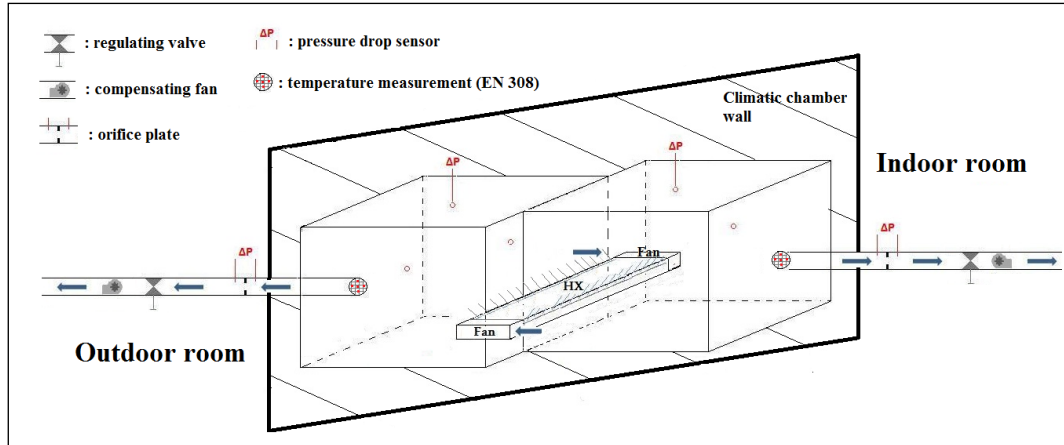 ΔP
: regulating valve
: pressure drop sensor
: compensating fan
: temperature measurement (EN 308)
: orifice plate
Climatic chamber
wall
ΔP
ΔP
Indoor room
ΔP
ΔP
Fan
HX
Fan
Outdoor room